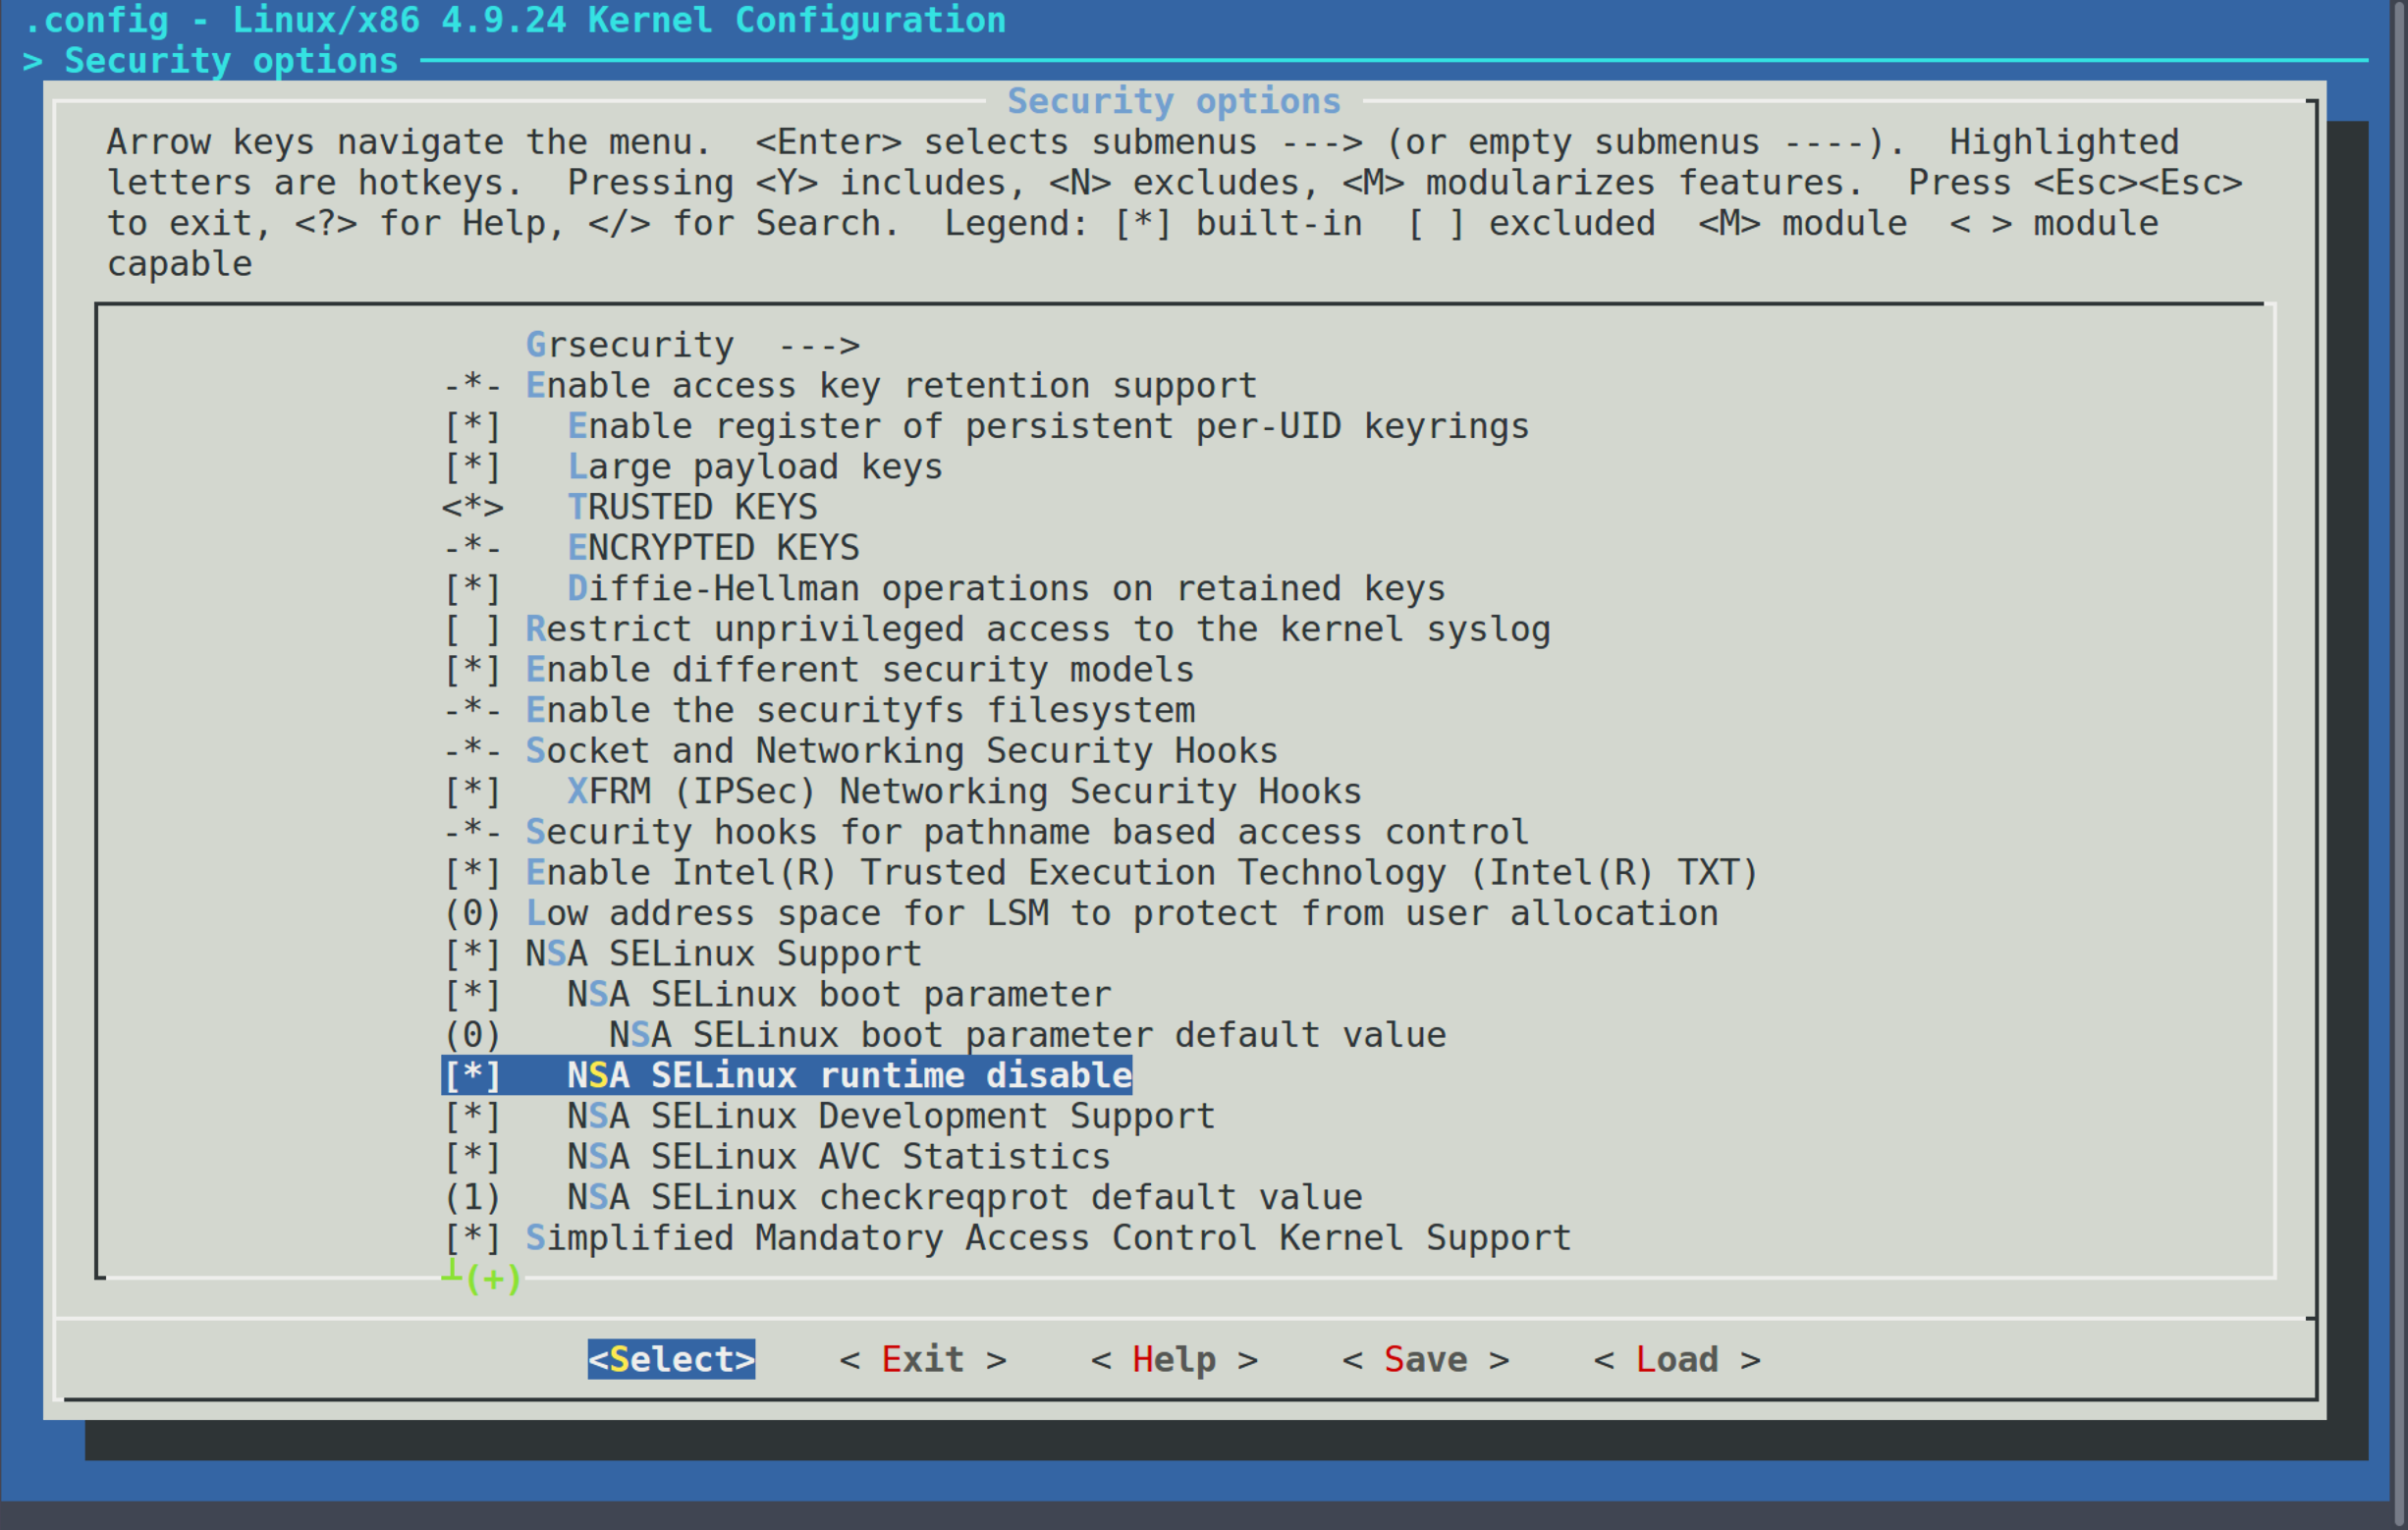 .config - Linux/x86 4.9.24 Kernel Configuration
> Security options
Security options
Arrow keys navigate the menu.  <Enter> selects submenus ---> (or empty submenus ----).  Highlighted
letters are hotkeys.  Pressing <Y> includes, <N> excludes, <M> modularizes features.  Press <Esc><Esc>
to exit, <?> for Help, </> for Search.  Legend: [*] built-in  [ ] excluded  <M> module  < > module
capable
Grsecurity  --->
-*- Enable access key retention support
[*]   Enable register of persistent per-UID keyrings
[*]   Large payload keys
<*>   TRUSTED KEYS
-*-   ENCRYPTED KEYS
[*]   Diffie-Hellman operations on retained keys
[ ] Restrict unprivileged access to the kernel syslog
[*] Enable different security models
-*- Enable the securityfs filesystem
-*- Socket and Networking Security Hooks
[*]   XFRM (IPSec) Networking Security Hooks
-*- Security hooks for pathname based access control
[*] Enable Intel(R) Trusted Execution Technology (Intel(R) TXT)
(0) Low address space for LSM to protect from user allocation
[*] NSA SELinux Support
[*]   NSA SELinux boot parameter
(0)     NSA SELinux boot parameter default value
[*]   NSA SELinux runtime disable
[*]   NSA SELinux Development Support
[*]   NSA SELinux AVC Statistics
(1)   NSA SELinux checkreqprot default value
[*] Simplified Mandatory Access Control Kernel Support
┴(+)
<Select>    < Exit >    < Help >    < Save >    < Load >